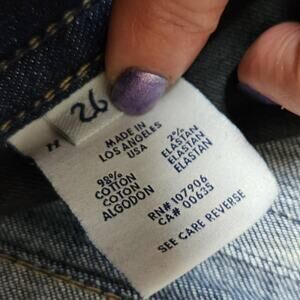 26
MADE IN
LOS ANGELES
USA
98%
COTTON
COTON
ALGODON
2%
ELASTAN
ELASTAN
ELASTAN
RN# 107906
CA# 00635
SEE CARE REVERSE